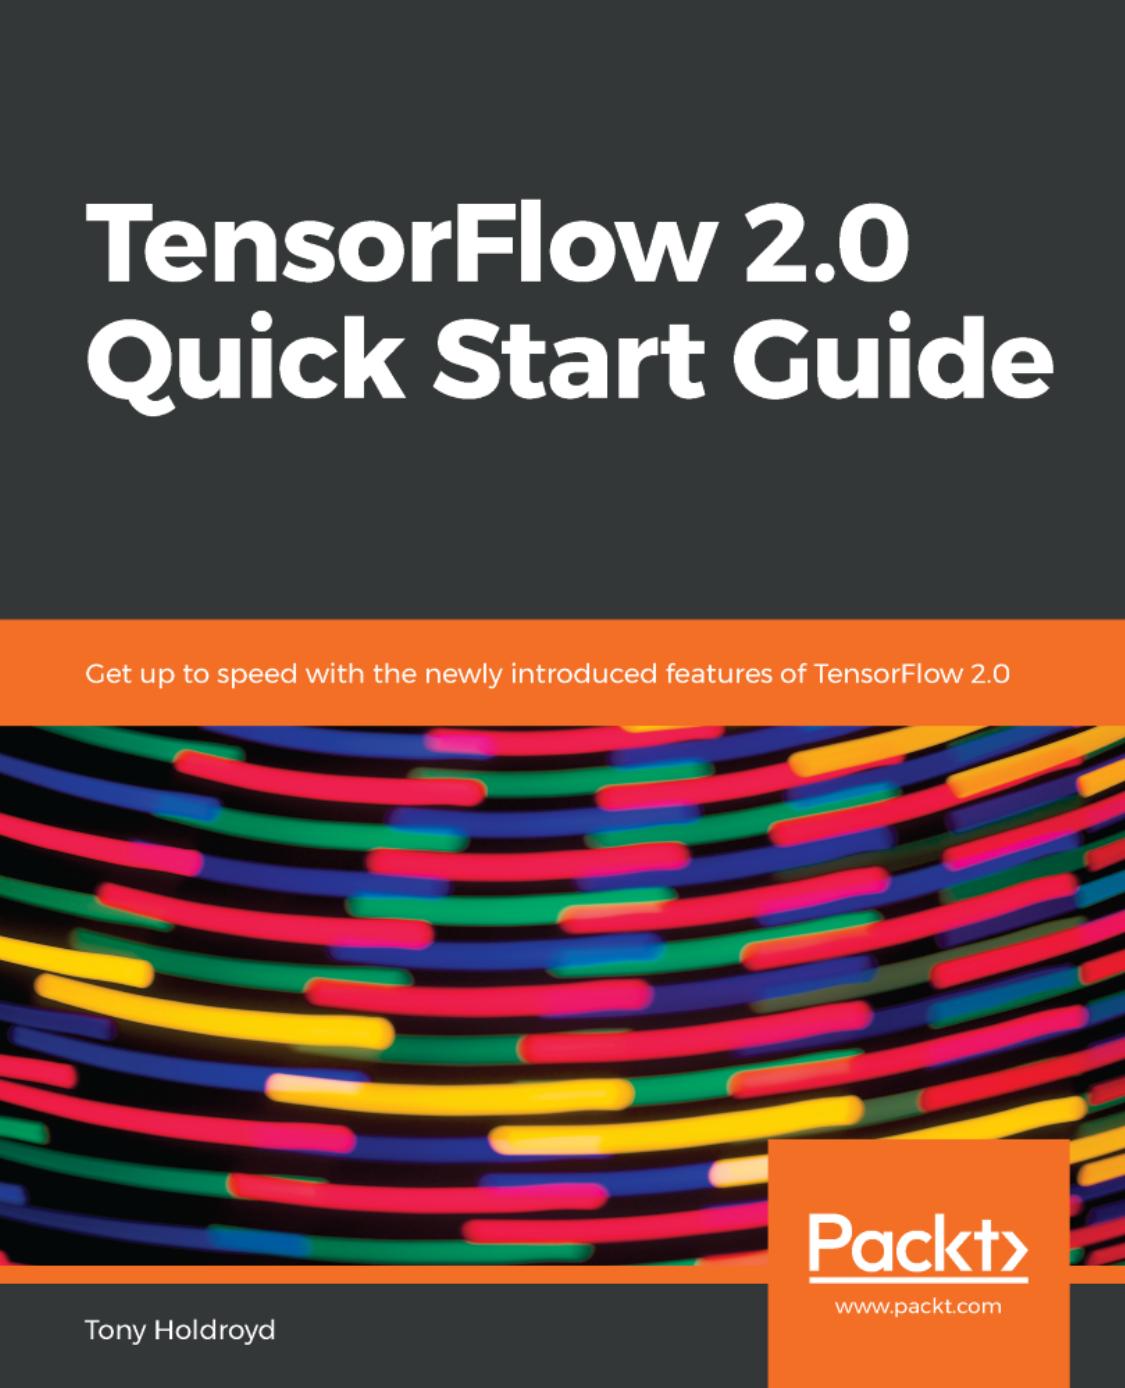 TensorFlow 2.0
Quick Start Guide
Get up to speed with the newly introduced features of TensorFlow 2.0
Packt>
www.packt.com
Tony Holdroyd